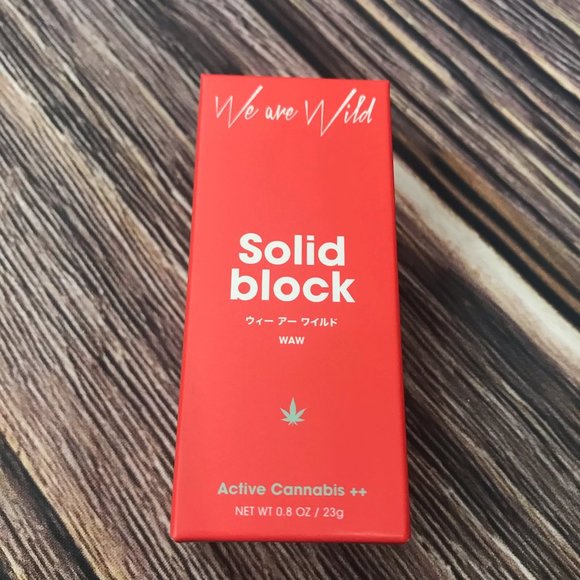 We are Wild
Solid
block
ウィー アー ワイルド
WAW
Active Cannabis ++
NET WT 0.8 OZ / 23g